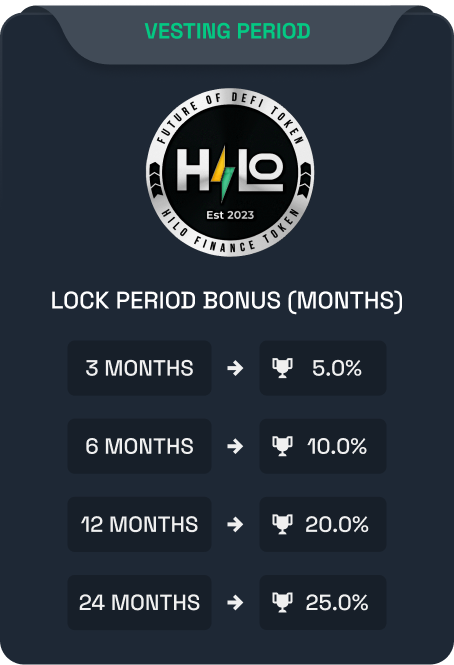 VESTING PERIOD
FUTURE OF DEFI TOKEN
HILO
Est 2023
HILO FINANCE TOKEN
LOCK PERIOD BONUS (MONTHS)
3 MONTHS → 5.0%
6 MONTHS → 10.0%
12 MONTHS → 20.0%
24 MONTHS → 25.0%